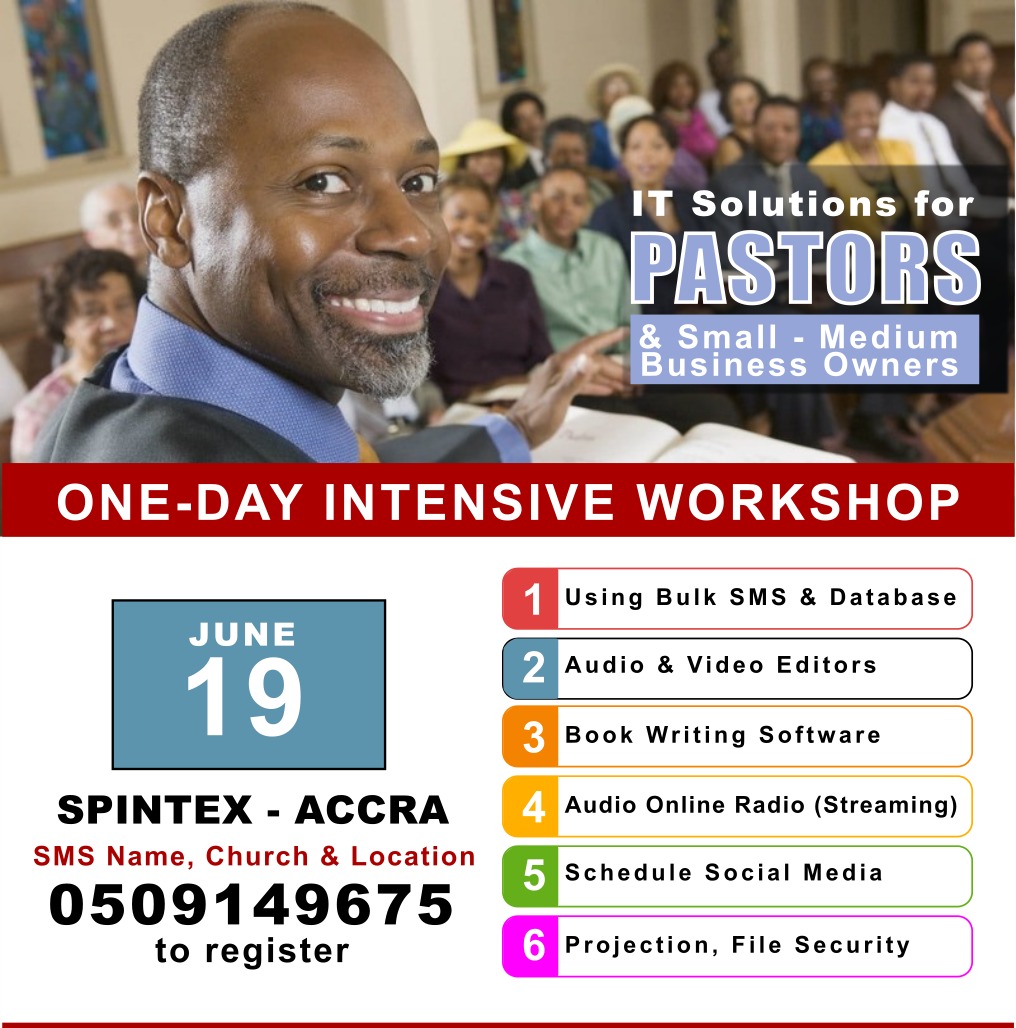 IT Solutions for
PASTORS
& Small - Medium
Business Owners
ONE-DAY INTENSIVE WORKSHOP
JUNE
19
SPINTEX - ACCRA
SMS Name, Church & Location
0509149675
to register
1 Using Bulk SMS & Database
2 Audio & Video Editors
3 Book Writing Software
4 Audio Online Radio (Streaming)
5 Schedule Social Media
6 Projection, File Security